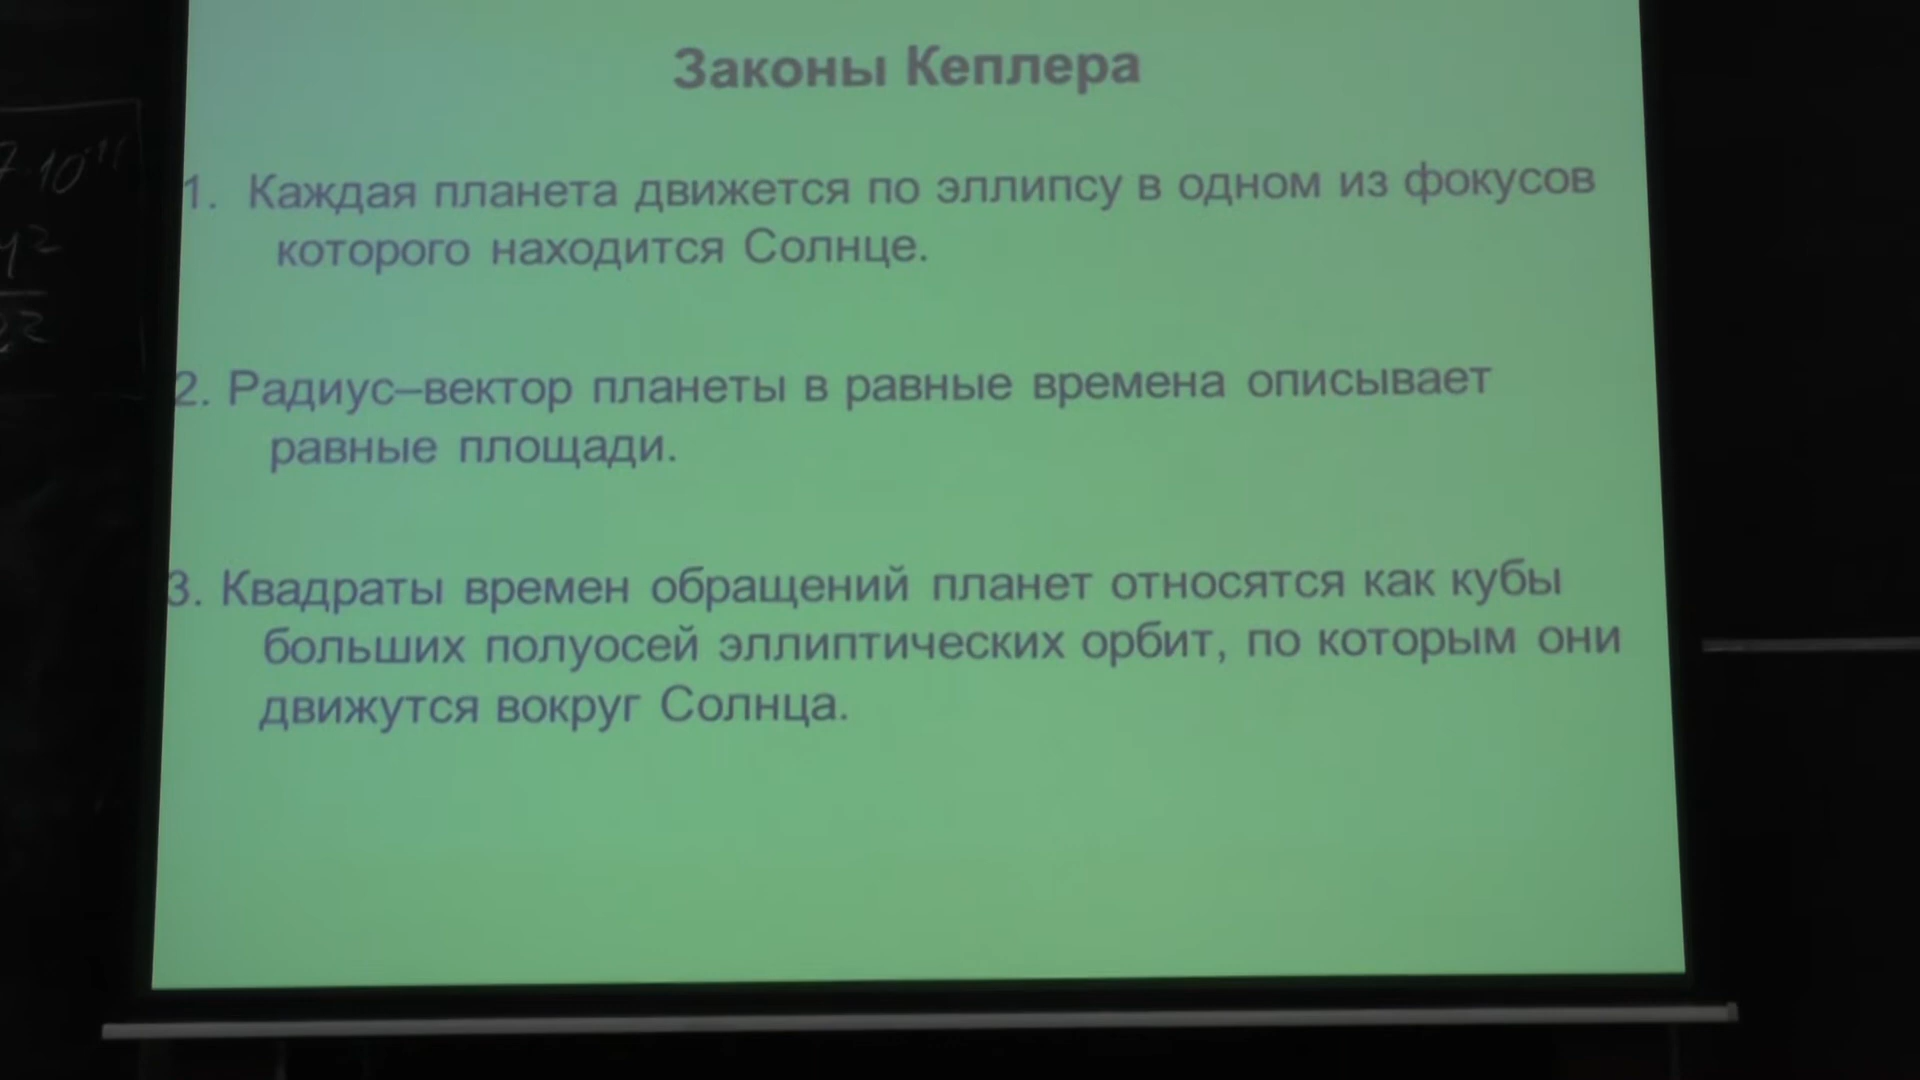 Законы Кеплера
1. Каждая планета движется по эллипсу в одном из фокусов
которого находится Солнце.
2. Радиус–вектор планеты в равные времена описывает
равные площади.
3. Квадраты времен обращений планет относятся как кубы
больших полуосей эллиптических орбит, по которым они
движутся вокруг Солнца.